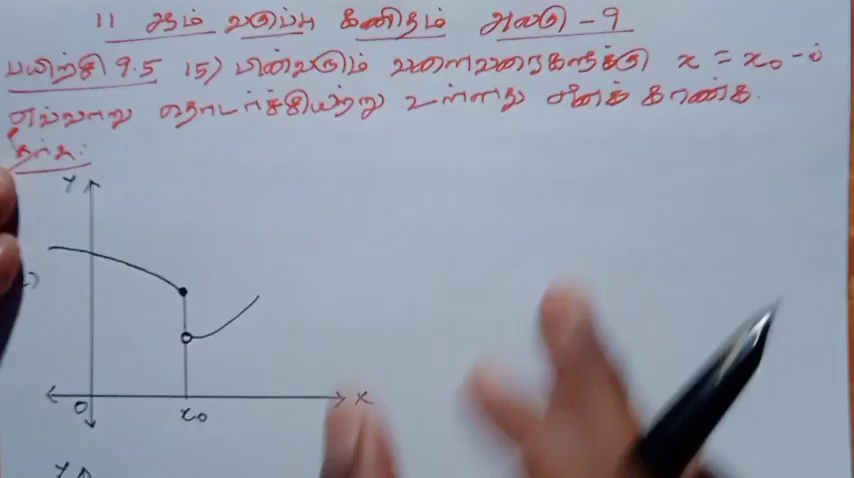 11 ஆம் வகுப்பு கணிதம் அலகு - 9
பயிற்சி 9.5 15) பின்வரும் வளைவரைகளுக்கு x = x₀ -ல்
எவ்வாறு தொடர்ச்சியற்று உள்ளது எனக் காண்க.
தீர்வு:
Y
O x₀ X
Y